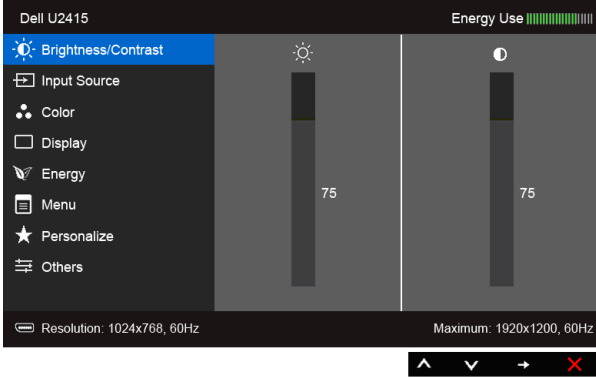 Dell U2415 Energy Use
Brightness/Contrast
Input Source
Color
Display
Energy
75 75
Menu
Personalize
Others
Resolution: 1024x768, 60Hz Maximum: 1920x1200, 60Hz